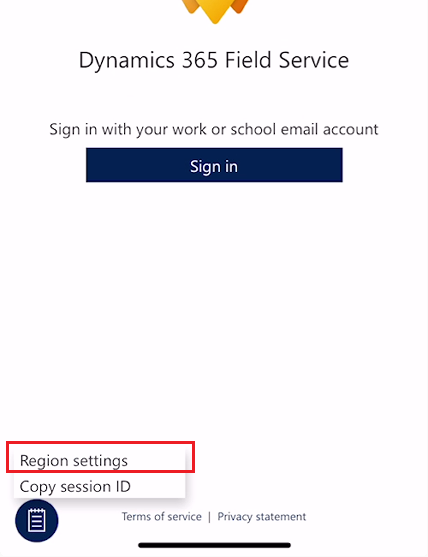 Dynamics 365 Field Service
Sign in with your work or school email account
Sign in
Region settings
Copy session ID
Terms of service | Privacy statement